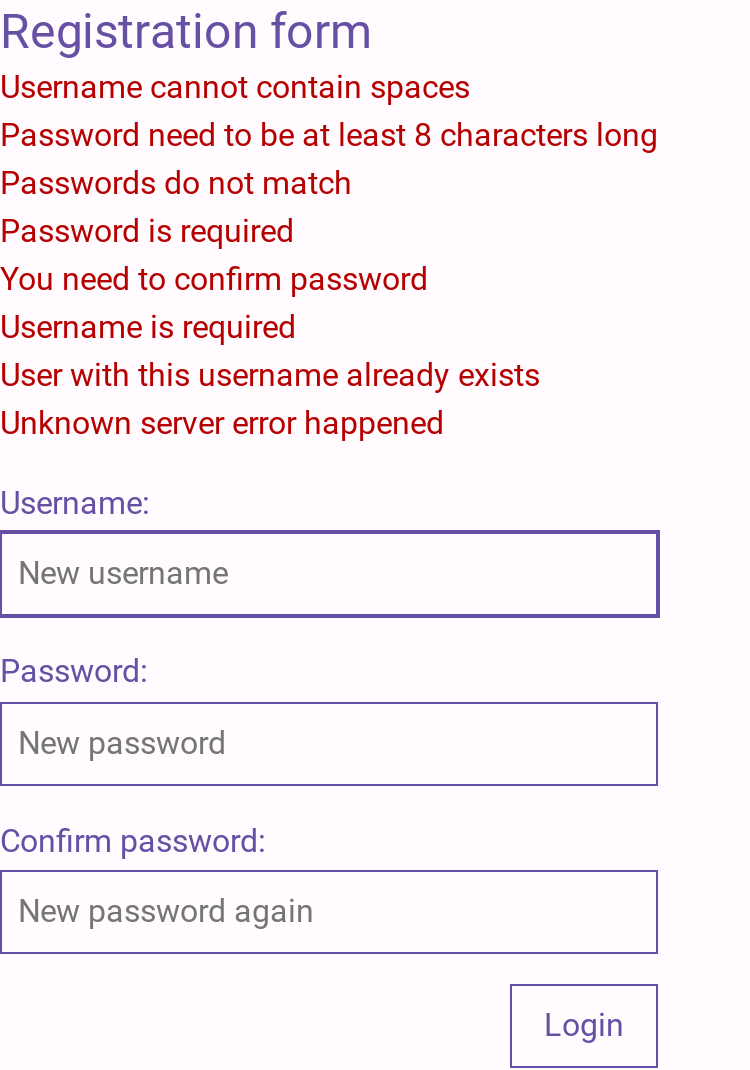 Registration form
Username cannot contain spaces
Password need to be at least 8 characters long
Passwords do not match
Password is required
You need to confirm password
Username is required
User with this username already exists
Unknown server error happened
Username:
New username
Password:
New password
Confirm password:
New password again
Login